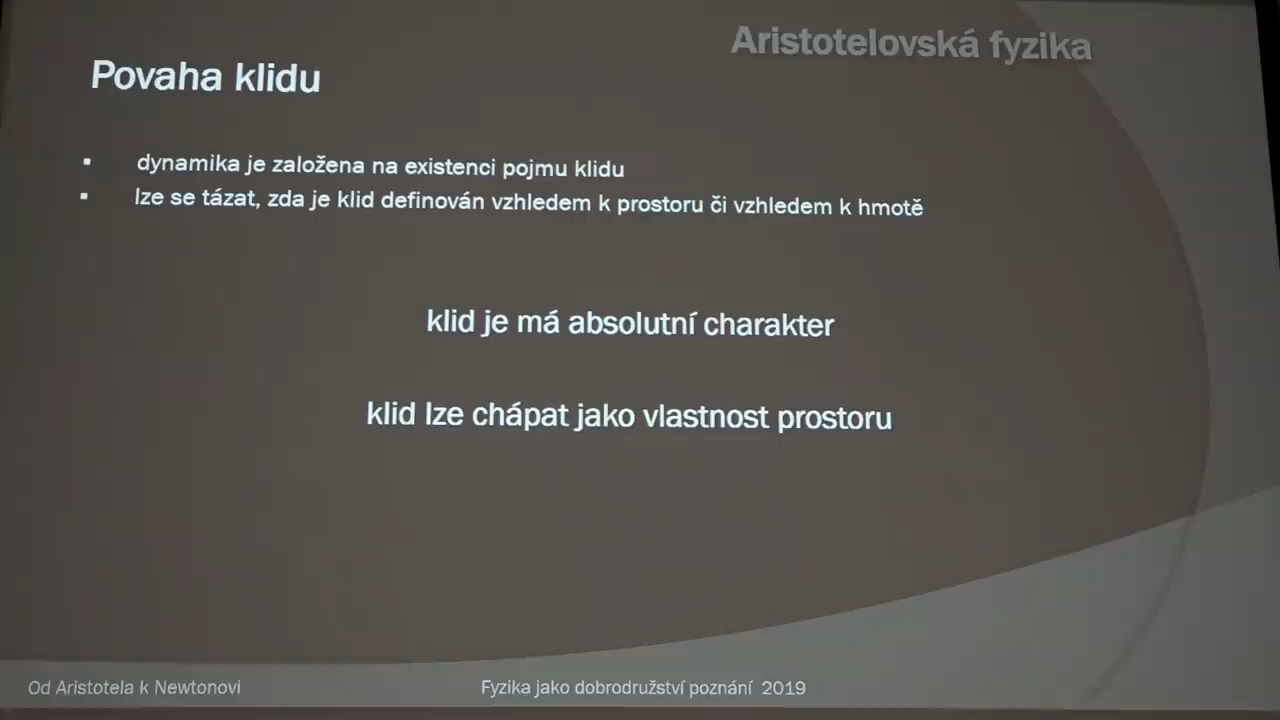 Aristotelovská fyzika
Povaha klidu
▪ dynamika je založena na existenci pojmu klidu
▪ lze se tázat, zda je klid definován vzhledem k prostoru či vzhledem k hmotě
klid je má absolutní charakter
klid lze chápat jako vlastnost prostoru
Od Aristotela k Newtonovi
Fyzika jako dobrodružství poznání 2019